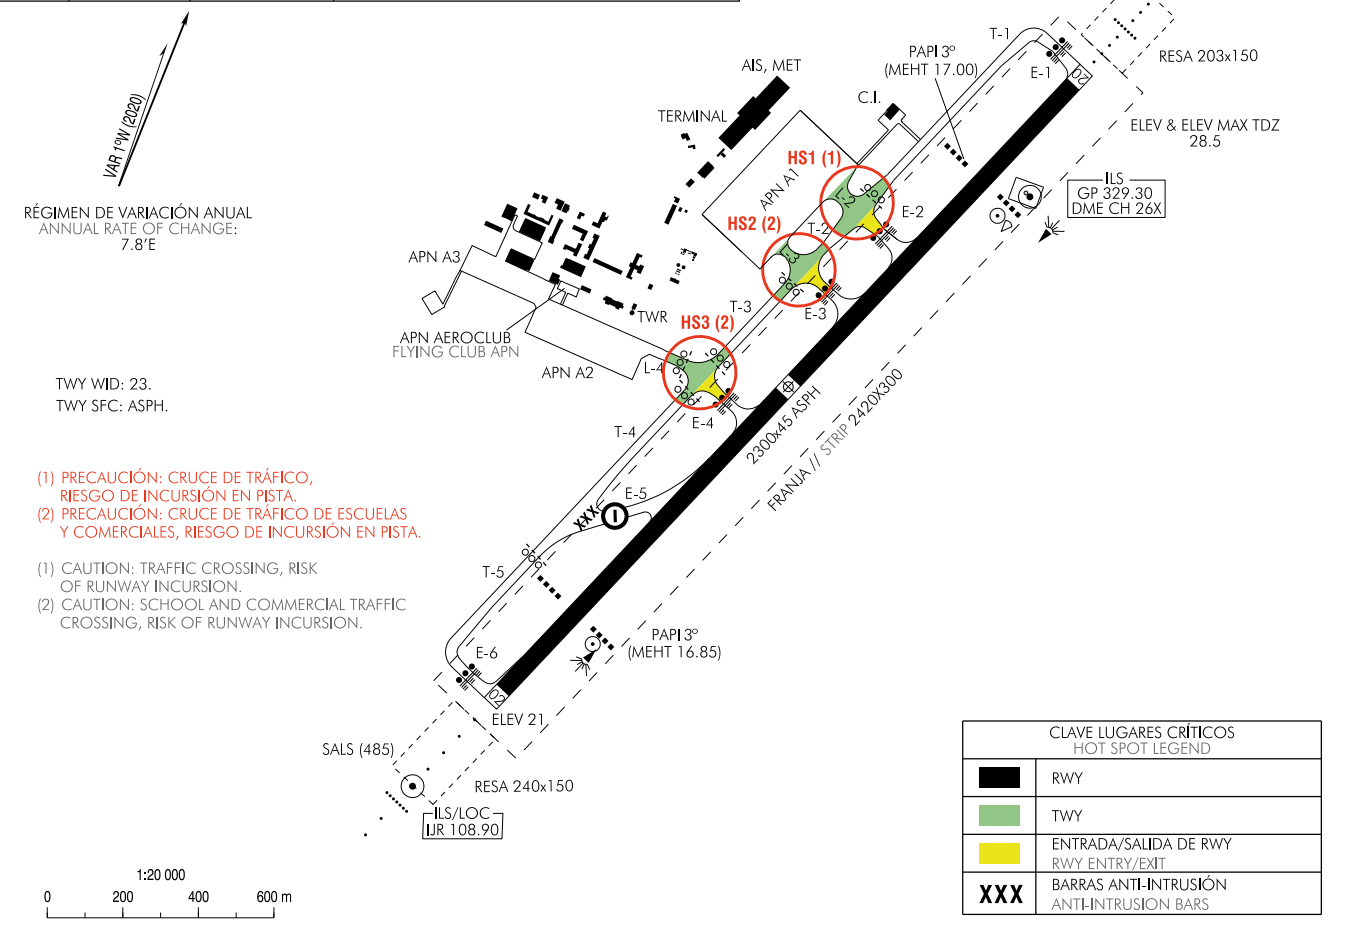 T-1
PAPI 3º
(MEHT 17.00)
E-1
20
RESA 203x150
AIS, MET
C.I.
TERMINAL
ELEV & ELEV MAX TDZ
28.5
VAR 1ºW (2020)
HS1 (1)
APN A1
L-2
ILS
GP 329.30
DME CH 26X
RÉGIMEN DE VARIACIÓN ANUAL
ANNUAL RATE OF CHANGE:
7.8’E
E-2
HS2 (2)
T-2
L-3
APN A3
T-3
E-3
TWR
HS3 (2)
APN AEROCLUB
FLYING CLUB APN
APN A2
L-4
TWY WID: 23.
TWY SFC: ASPH.
E-4
T-4
2300x45 ASPH
FRANJA // STRIP 2420X300
(1) PRECAUCIÓN: CRUCE DE TRÁFICO,
RIESGO DE INCURSIÓN EN PISTA.
(2) PRECAUCIÓN: CRUCE DE TRÁFICO DE ESCUELAS
Y COMERCIALES, RIESGO DE INCURSIÓN EN PISTA.
E-5
XXX
I
(1) CAUTION: TRAFFIC CROSSING, RISK
OF RUNWAY INCURSION.
(2) CAUTION: SCHOOL AND COMMERCIAL TRAFFIC
CROSSING, RISK OF RUNWAY INCURSION.
T-5
PAPI 3º
(MEHT 16.85)
E-6
02
ELEV 21
SALS (485)
RESA 240x150
ILS/LOC
IJR 108.90
CLAVE LUGARES CRÍTICOS
HOT SPOT LEGEND
RWY
TWY
ENTRADA/SALIDA DE RWY
RWY ENTRY/EXIT
XXX BARRAS ANTI-INTRUSIÓN
ANTI-INTRUSION BARS
1:20 000
0 200 400 600 m